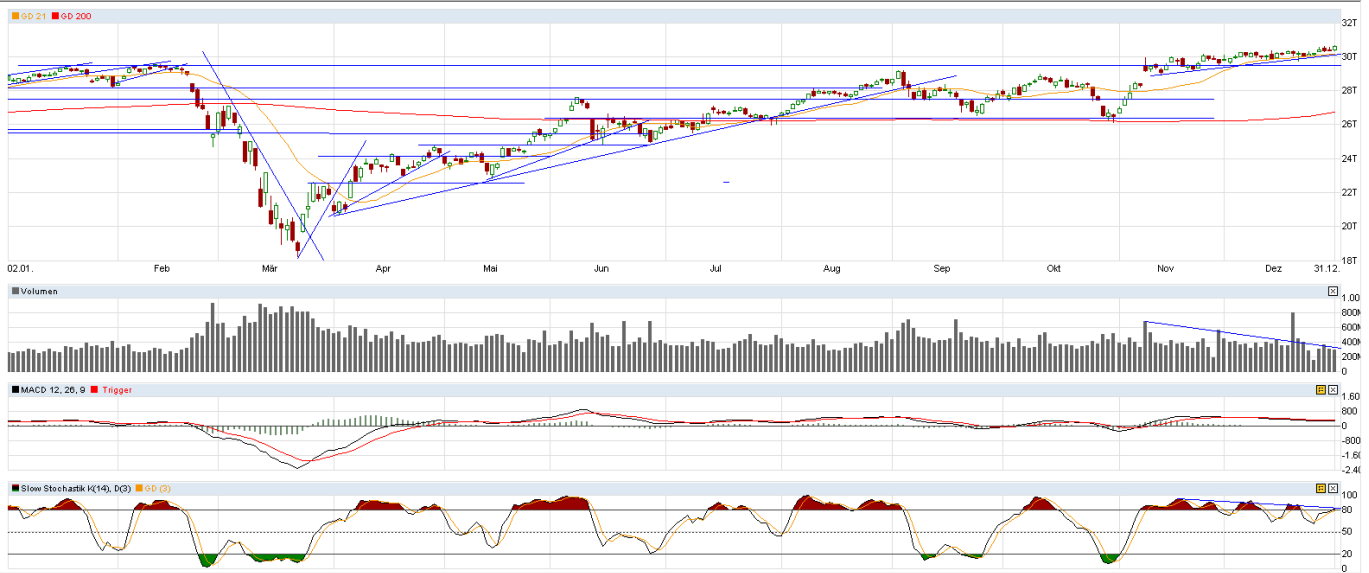 GD 21 GD 200
32T
30T
28T
26T
24T
22T
20T
18T
02.01. Feb Mär Apr Mai Jun Jul Aug Sep Okt Nov Dez 31.12.
Volumen
1.00
800M
600M
400M
200M
0
MACD 12, 26, 9 Trigger
1.60
800
0
-800
-1.60
-2.40
Slow Stochastik K(14), D(3) GD (3)
80
50
20
0